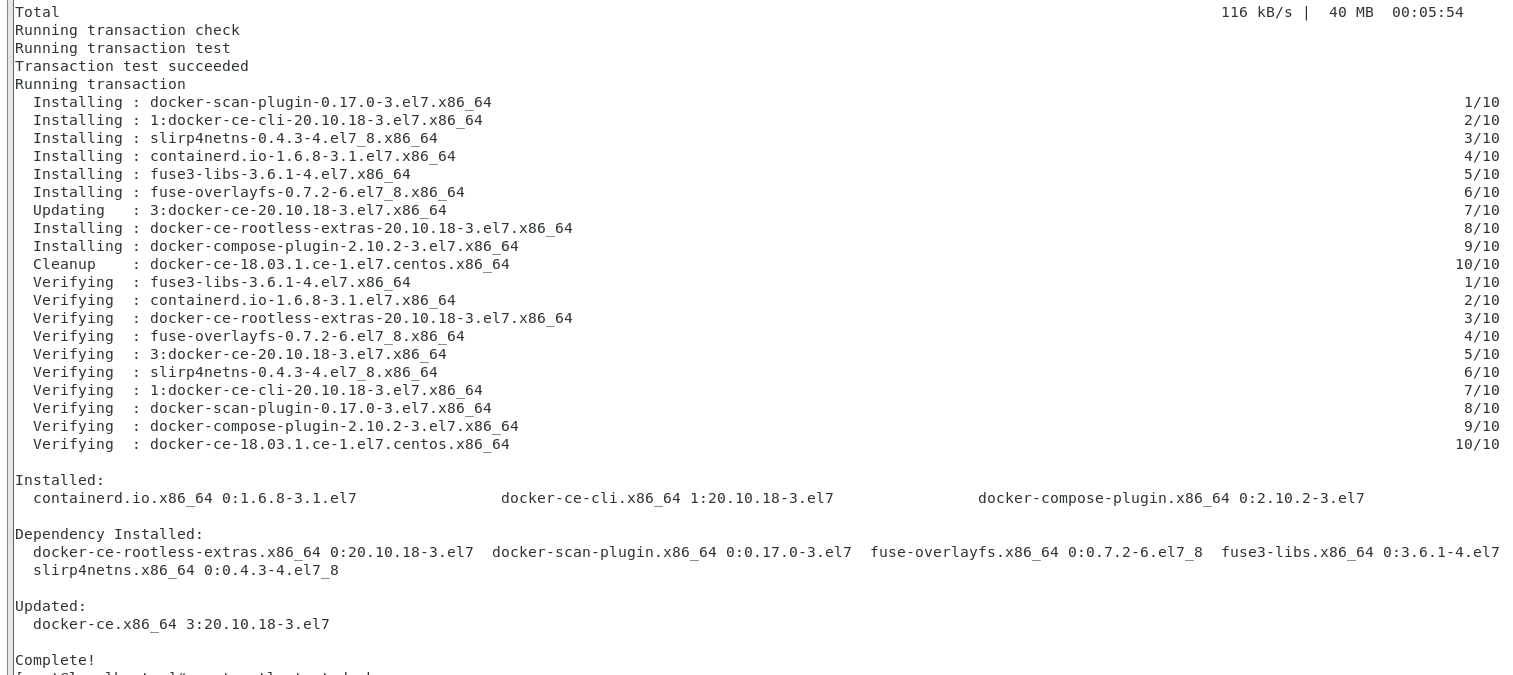 Total 116 kB/s | 40 MB 00:05:54
Running transaction check
Running transaction test
Transaction test succeeded
Running transaction
Installing : docker-scan-plugin-0.17.0-3.el7.x86_64 1/10
Installing : 1:docker-ce-cli-20.10.18-3.el7.x86_64 2/10
Installing : slirp4netns-0.4.3-4.el7_8.x86_64 3/10
Installing : containerd.io-1.6.8-3.1.el7.x86_64 4/10
Installing : fuse3-libs-3.6.1-4.el7.x86_64 5/10
Installing : fuse-overlayfs-0.7.2-6.el7_8.x86_64 6/10
Updating : 3:docker-ce-20.10.18-3.el7.x86_64 7/10
Installing : docker-ce-rootless-extras-20.10.18-3.el7.x86_64 8/10
Installing : docker-compose-plugin-2.10.2-3.el7.x86_64 9/10
Cleanup : docker-ce-18.03.1.ce-1.el7.centos.x86_64 10/10
Verifying : fuse3-libs-3.6.1-4.el7.x86_64 1/10
Verifying : containerd.io-1.6.8-3.1.el7.x86_64 2/10
Verifying : docker-ce-rootless-extras-20.10.18-3.el7.x86_64 3/10
Verifying : fuse-overlayfs-0.7.2-6.el7_8.x86_64 4/10
Verifying : 3:docker-ce-20.10.18-3.el7.x86_64 5/10
Verifying : slirp4netns-0.4.3-4.el7_8.x86_64 6/10
Verifying : 1:docker-ce-cli-20.10.18-3.el7.x86_64 7/10
Verifying : docker-scan-plugin-0.17.0-3.el7.x86_64 8/10
Verifying : docker-compose-plugin-2.10.2-3.el7.x86_64 9/10
Verifying : docker-ce-18.03.1.ce-1.el7.centos.x86_64 10/10
Installed:
containerd.io.x86_64 0:1.6.8-3.1.el7 docker-ce-cli.x86_64 1:20.10.18-3.el7 docker-compose-plugin.x86_64 0:2.10.2-3.el7
Dependency Installed:
docker-ce-rootless-extras.x86_64 0:20.10.18-3.el7 docker-scan-plugin.x86_64 0:0.17.0-3.el7 fuse-overlayfs.x86_64 0:0.7.2-6.el7_8 fuse3-libs.x86_64 0:3.6.1-4.el7
slirp4netns.x86_64 0:0.4.3-4.el7_8
Updated:
docker-ce.x86_64 3:20.10.18-3.el7
Complete!